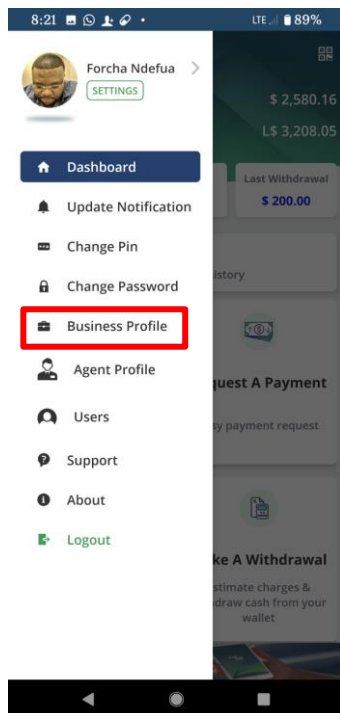 8:21
LTE 89%
Forcha Ndefua
SETTINGS
$ 2,580.16
L$ 3,208.05
Dashboard
Last Withdrawal
$ 200.00
Update Notification
Change Pin
istory
Change Password
Business Profile
Agent Profile
quest A Payment
Users
sy payment request
Support
About
Logout
ke A Withdrawal
stimate charges &
draw cash from your
wallet